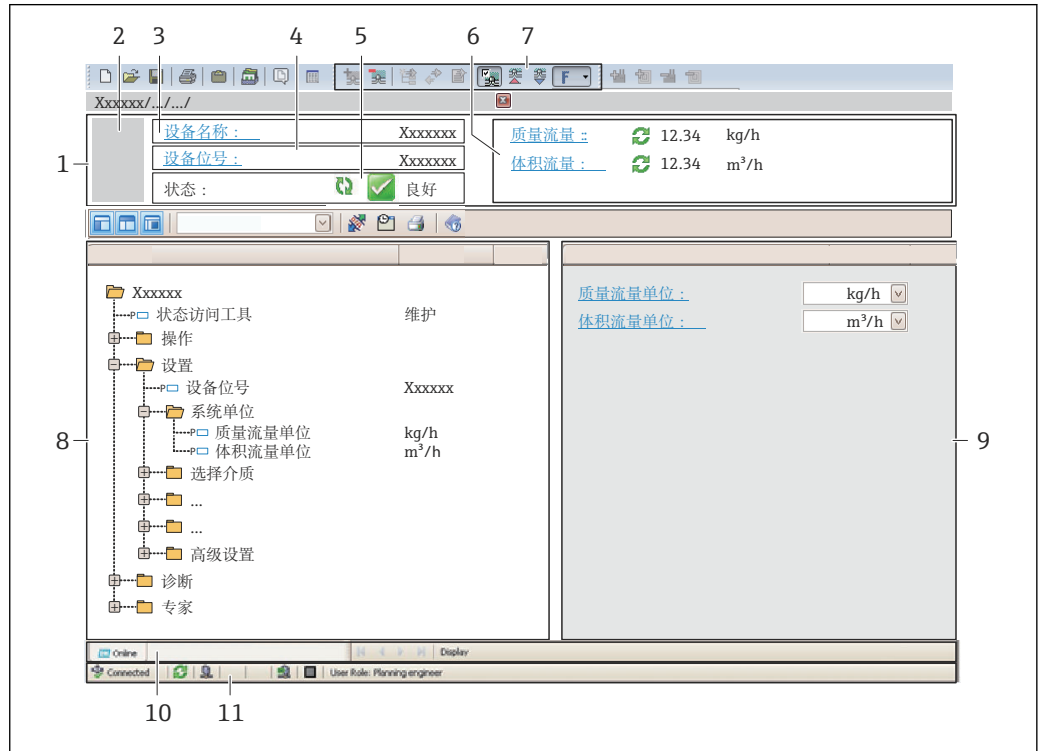 2 3 4 5 6 7
F
Xxxxxx/.../.../
1
设备名称： Xxxxxxx
设备位号： Xxxxxxx
状态： 良好
质量流量：: 12.34 kg/h
体积流量： 12.34 m³/h
Xxxxxx
P 状态访问工具 维护
操作
设置
P 设备位号 Xxxxxx
系统单位
P 质量流量单位 kg/h
P 体积流量单位 m³/h
选择介质
...
...
高级设置
诊断
专家
8
质量流量单位： kg/h
体积流量单位： m³/h
9
Online Display
Connected User Role: Planning engineer
10 11